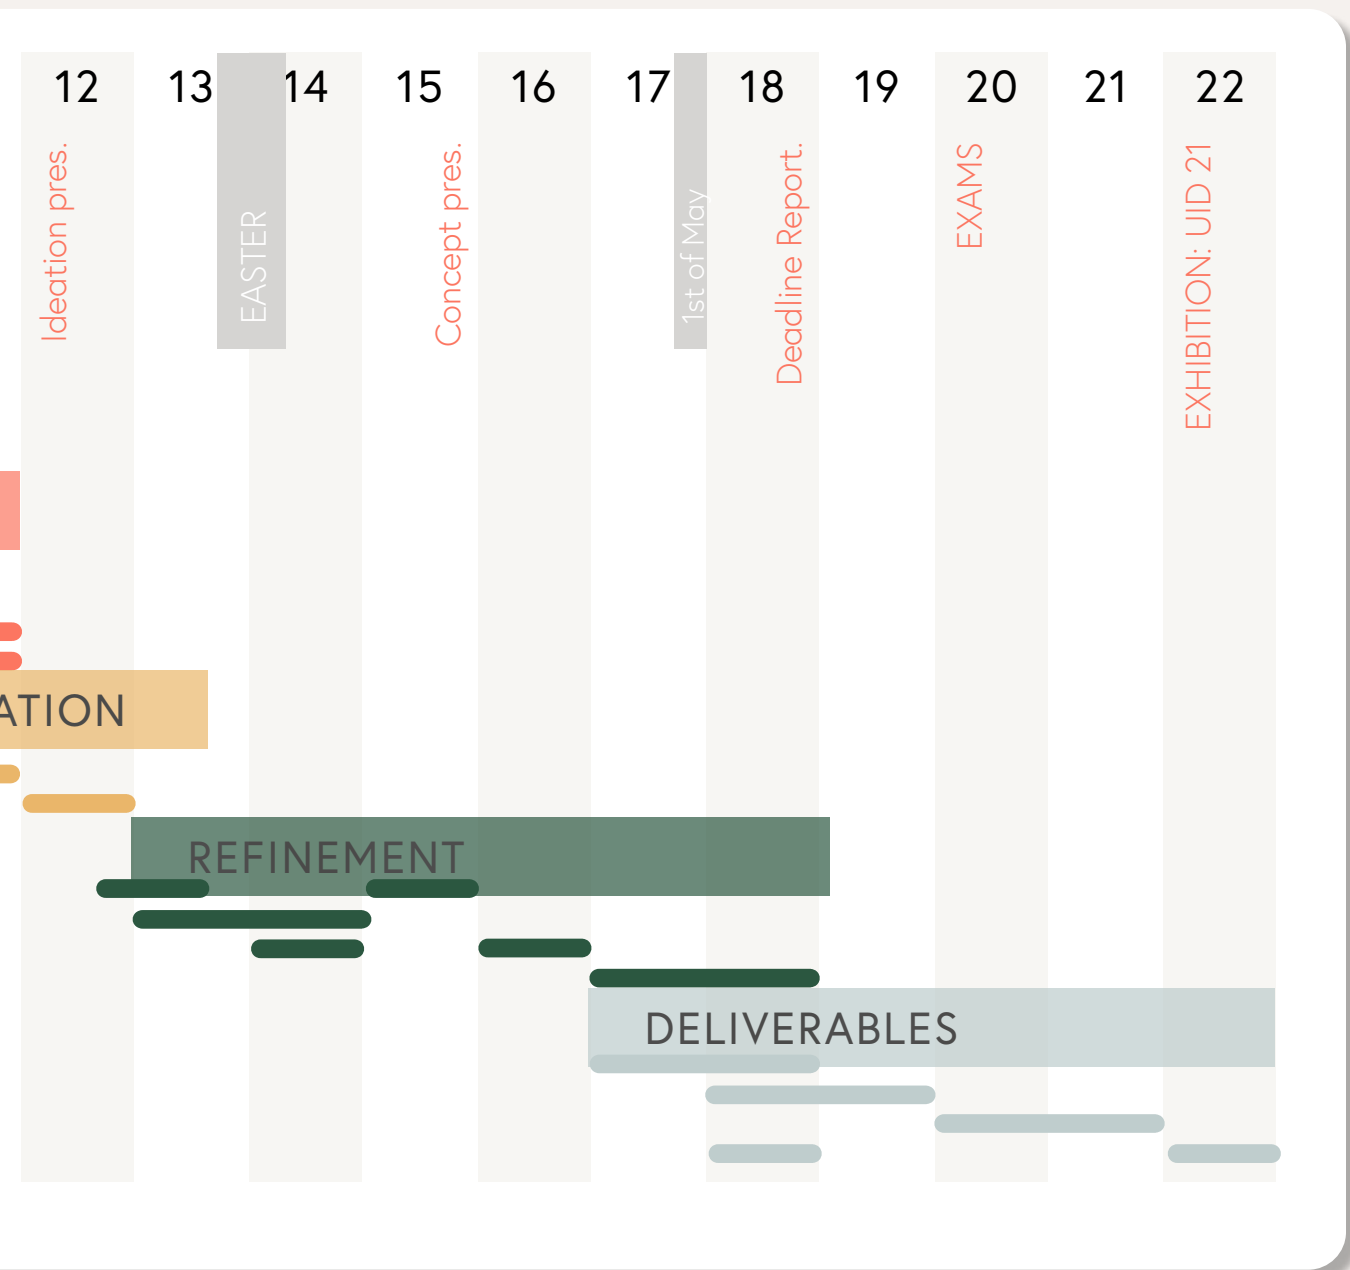 12 13 14 15 16 17 18 19 20 21 22
Ideation pres.
EASTER
Concept pres.
1st of May
Deadline Report.
EXAMS
EXHIBITION: UID 21
ATION
REFINEMENT
DELIVERABLES